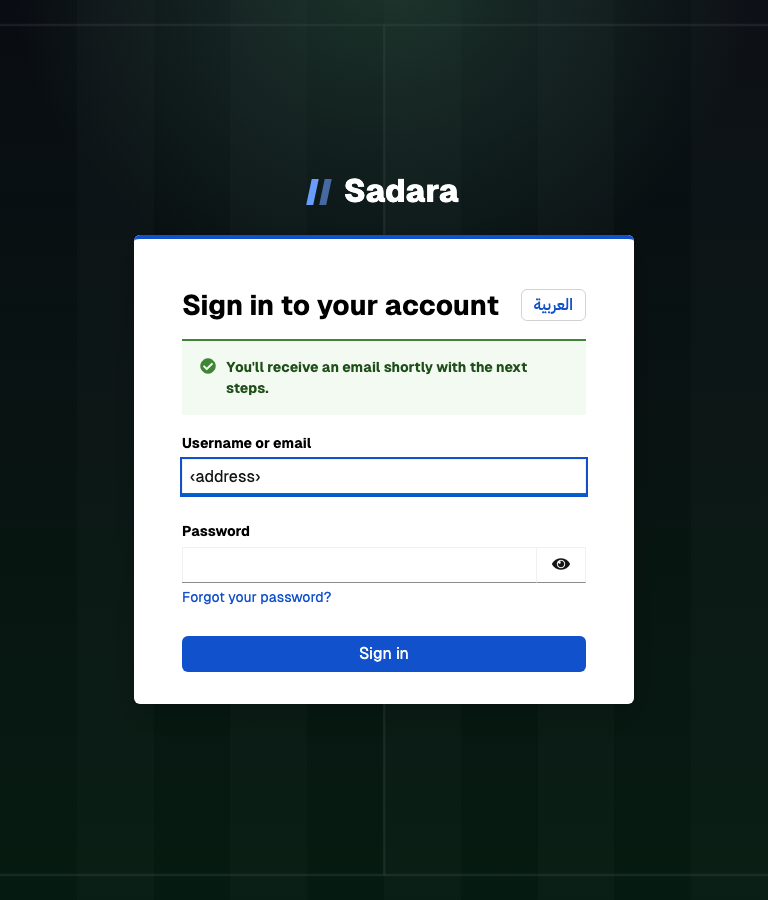 Sadara
Sign in to your account
العربية
You'll receive an email shortly with the next
steps.
Username or email
‹address›
Password
Forgot your password?
Sign in